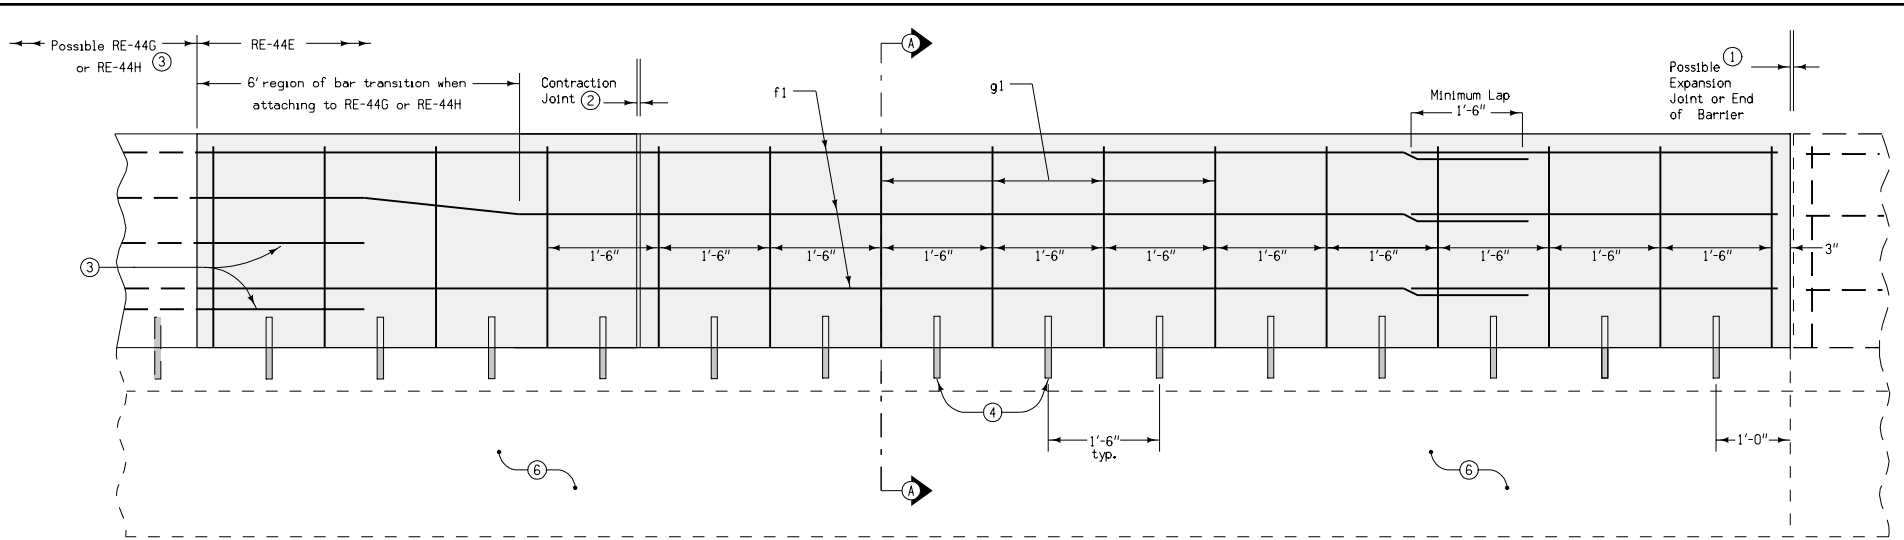 Possible RE-44G
or RE-44H
3
RE-44E
6' region of bar transition when
attaching to RE-44G or RE-44H
Contraction
Joint 2
A
f1
g1
Minimum Lap
1'-6"
Possible 1
Expansion
Joint or End
of Barrier
1'-6"
1'-6"
1'-6"
1'-6"
1'-6"
1'-6"
1'-6"
1'-6"
1'-6"
1'-6"
1'-6"
3"
3
4
1'-6"
typ.
1'-0"
6
A
6